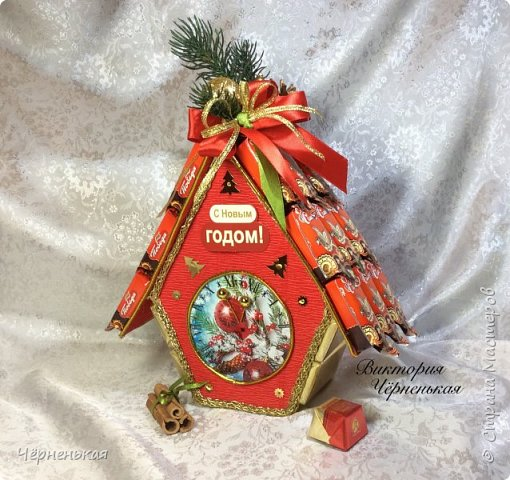 С Новым
годом!
Виктория
Чёрненькая
Чёрненькая
© Страна Мастеров